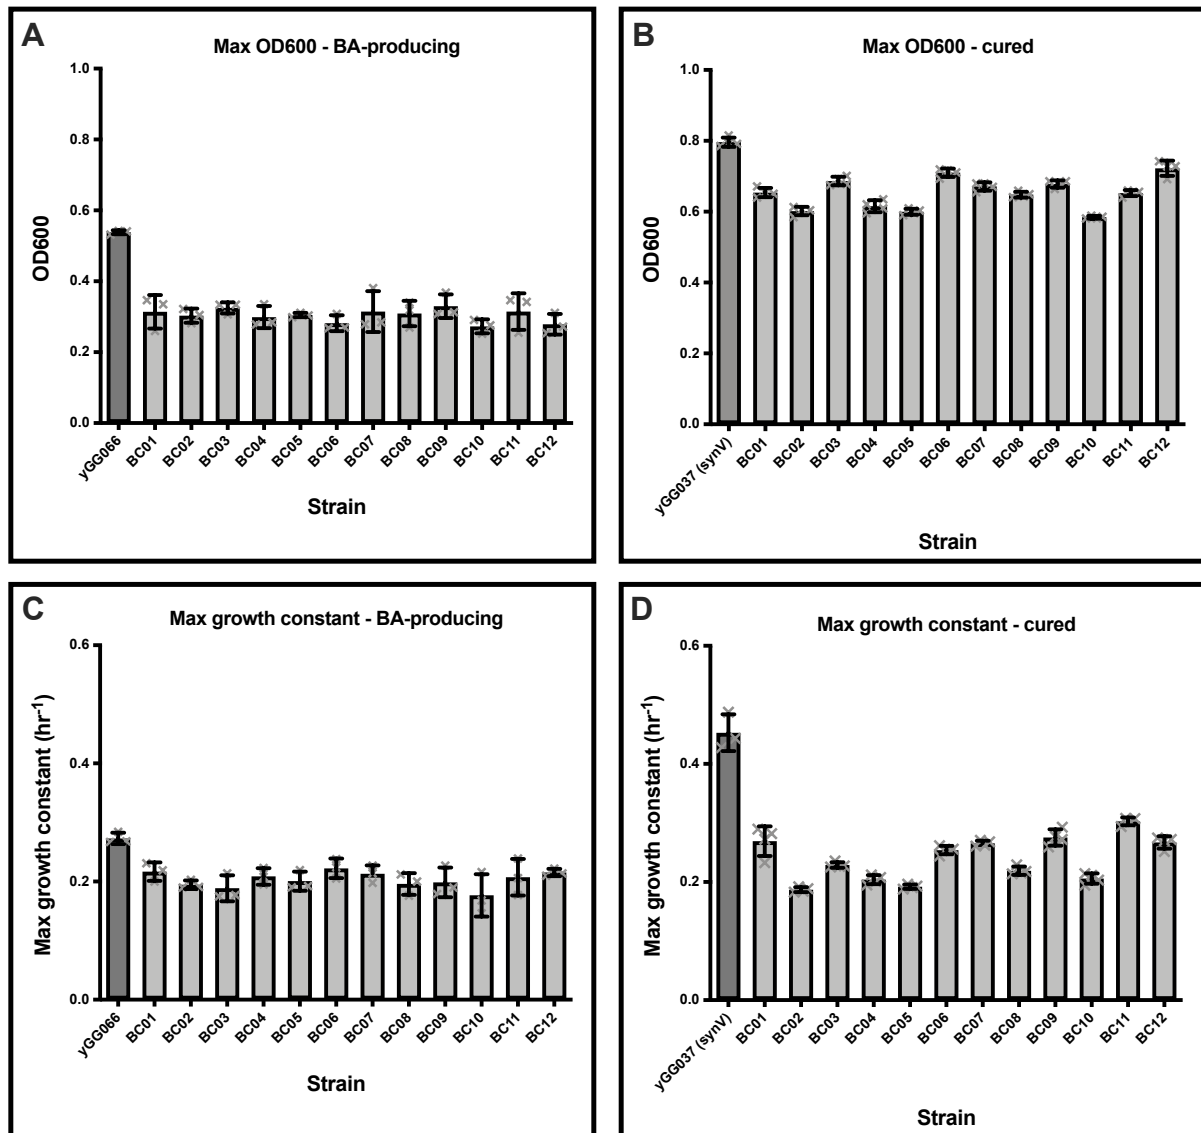 A
Max OD600 - BA-producing
OD600
1.0
0.8
0.6
0.4
0.2
0.0
yGG066
BC01
BC02
BC03
BC04
BC05
BC06
BC07
BC08
BC09
BC10
BC11
BC12
Strain
B
Max OD600 - cured
OD600
1.0
0.8
0.6
0.4
0.2
0.0
yGG037 (synV)
BC01
BC02
BC03
BC04
BC05
BC06
BC07
BC08
BC09
BC10
BC11
BC12
Strain
C
Max growth constant - BA-producing
Max growth constant (hr⁻¹)
0.6
0.4
0.2
0.0
yGG066
BC01
BC02
BC03
BC04
BC05
BC06
BC07
BC08
BC09
BC10
BC11
BC12
Strain
D
Max growth constant - cured
Max growth constant (hr⁻¹)
0.6
0.4
0.2
0.0
yGG037 (synV)
BC01
BC02
BC03
BC04
BC05
BC06
BC07
BC08
BC09
BC10
BC11
BC12
Strain